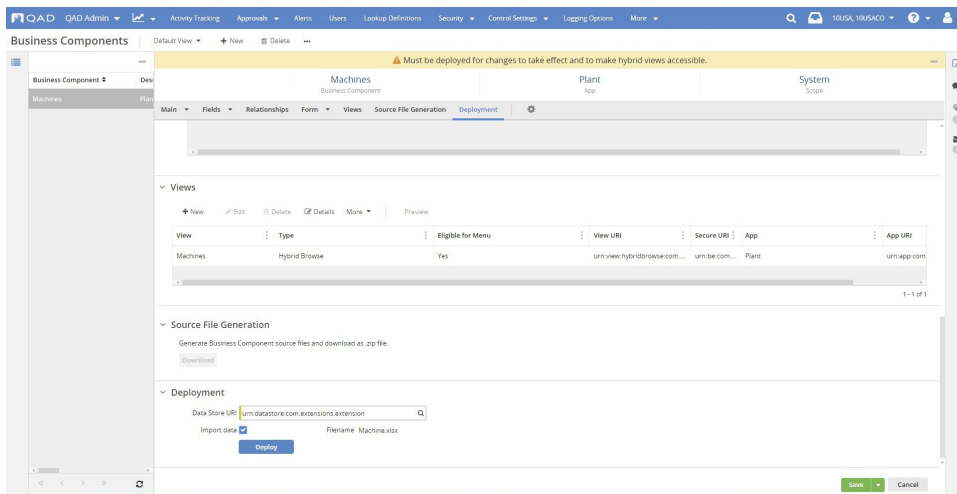 QAD QAD Admin Activity Tracking Approvals Alerts Users Lookup Definitions Security Control Settings Logging Options More 10USA, 10USACO
Business Components Default View + New Delete
Must be deployed for changes to take effect and to make hybrid views accessible.
Business Component Des
Machines Plan
Machines Plant System
Business Component App Scope
Main Fields Relationships Form Views Source File Generation Deployment
Views
+ New Edit Delete Details More Preview
View Type Eligible for Menu View URI Secure URI App App URI
Machines Hybrid Browse Yes urn:view:hybridbrowse:com.... urn:be:com.... Plant urn:app:com
1 - 1 of 1
Source File Generation
Generate Business Component source files and download as .zip file.
Download
Deployment
Data Store URI urn:datastore:com.extensions.extension
Import data Filename Machine.xlsx
Deploy
Save Cancel